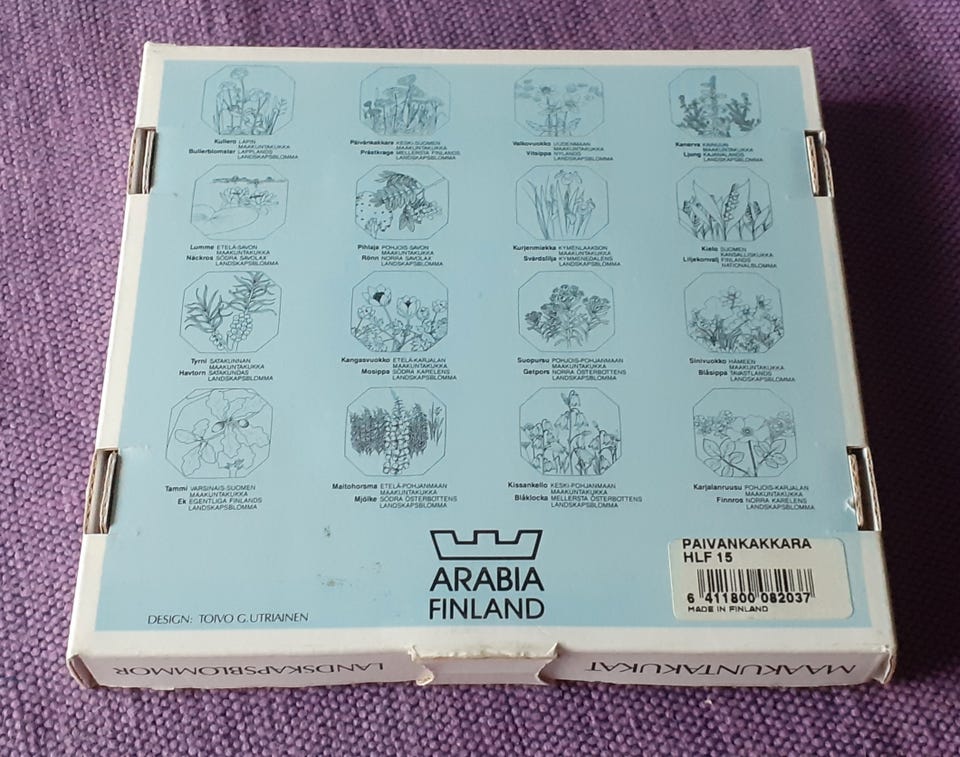 Kullero LAPIN
MAAKUNTAKUKKA
Bullerblomster LAPPLANDS
LANDSKAPSBLOMMA
Päivänkakkara KESKI-SUOMEN
MAAKUNTAKUKKA
Prästkrage MELLERSTA FINLANDS
LANDSKAPSBLOMMA
Valkovuokko UUDENMAAN
MAAKUNTAKUKKA
Vitsippa NYLANDS
LANDSKAPSBLOMMA
Kanerva KAINUUN
MAAKUNTAKUKKA
Ljung KAJANALANDS
LANDSKAPSBLOMMA
Lumme ETELÄ-SAVON
MAAKUNTAKUKKA
Näckros SÖDRA SAVOLAX
LANDSKAPSBLOMMA
Pihlaja POHJOIS-SAVON
MAAKUNTAKUKKA
Rönn NORRA SAVOLAX
LANDSKAPSBLOMMA
Kurjenmiekka KYMENLAAKSON
MAAKUNTAKUKKA
Svärdslilja KYMMENEDALENS
LANDSKAPSBLOMMA
Kielo SUOMEN
KANSALLISKUKKA
Liljekonvalj FINLANDS
NATIONALBLOMMA
Tyrni SATAKUNNAN
MAAKUNTAKUKKA
Havtorn SATAKUNDAS
LANDSKAPSBLOMMA
Kangasvuokko ETELÄ-KARJALAN
MAAKUNTAKUKKA
Mosippa SÖDRA KARELENS
LANDSKAPSBLOMMA
Suopursu POHJOIS-POHJANMAAN
MAAKUNTAKUKKA
Getpors NORRA ÖSTERBOTTENS
LANDSKAPSBLOMMA
Sinivuokko HÄMEEN
MAAKUNTAKUKKA
Blåsippa TAVASTLANDS
LANDSKAPSBLOMMA
Tammi VARSINAIS-SUOMEN
MAAKUNTAKUKKA
Ek EGENTLIGA FINLANDS
LANDSKAPSBLOMMA
Maitohorsma ETELÄ-POHJANMAAN
MAAKUNTAKUKKA
Mjölke SÖDRA ÖSTERBOTTENS
LANDSKAPSBLOMMA
Kissankello KESKI-POHJANMAAN
MAAKUNTAKUKKA
Blåklocka MELLERSTA ÖSTERBOTTENS
LANDSKAPSBLOMMA
Karjalanruusu POHJOIS-KARJALAN
MAAKUNTAKUKKA
Finnros NORRA KARELENS
LANDSKAPSBLOMMA
ARABIA
FINLAND
DESIGN: TOIVO G. UTRIAINEN
PAIVANKAKKARA
HLF 15
6 411800 082037
MADE IN FINLAND
MAAKUNTAKUKAT
LANDSKAPSBLOMMOR